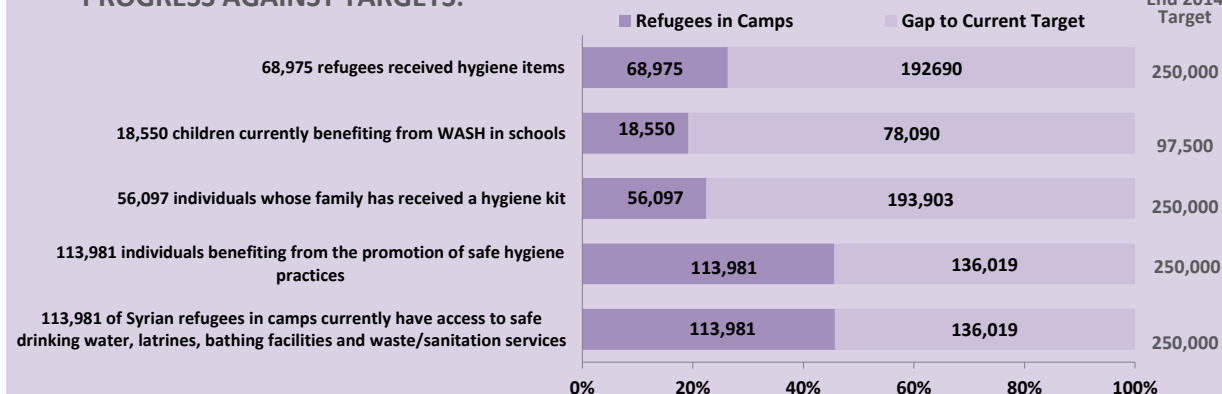 PROGRESS AGAINST TARGETS:
End 2014
Target
Refugees in Camps Gap to Current Target
68,975 refugees received hygiene items 68,975 192690 250,000
18,550 children currently benefiting from WASH in schools 18,550 78,090 97,500
56,097 individuals whose family has received a hygiene kit 56,097 193,903 250,000
113,981 individuals benefiting from the promotion of safe hygiene
practices 113,981 136,019 250,000
113,981 of Syrian refugees in camps currently have access to safe
drinking water, latrines, bathing facilities and waste/sanitation services 113,981 136,019 250,000
0% 20% 40% 60% 80% 100%